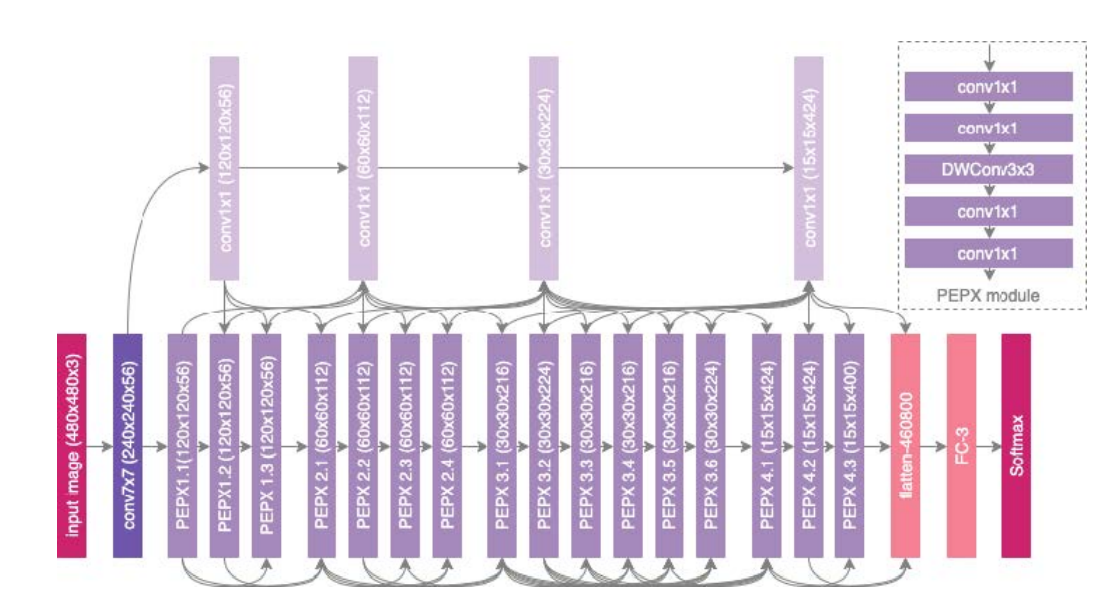 conv1x1 (120x120x56)
conv1x1 (60x60x112)
conv1x1 (30x30x224)
conv1x1 (15x15x424)
conv1x1
conv1x1
DWConv3x3
conv1x1
conv1x1
PEPX module
input image (480x480x3)
conv7x7 (240x240x56)
PEPX1.1(120x120x56)
PEPX1.2 (120x120x56)
PEPX 1.3 (120x120x56)
PEPX 2.1 (60x60x112)
PEPX 2.2 (60x60x112)
PEPX 2.3 (60x60x112)
PEPX 2.4 (60x60x112)
PEPX 3.1 (30x30x216)
PEPX 3.2 (30x30x224)
PEPX 3.3 (30x30x216)
PEPX 3.4 (30x30x216)
PEPX 3.5 (30x30x216)
PEPX 3.6 (30x30x224)
PEPX 4.1 (15x15x424)
PEPX 4.2 (15x15x424)
PEPX 4.3 (15x15x400)
flatten-460800
FC-3
Softmax